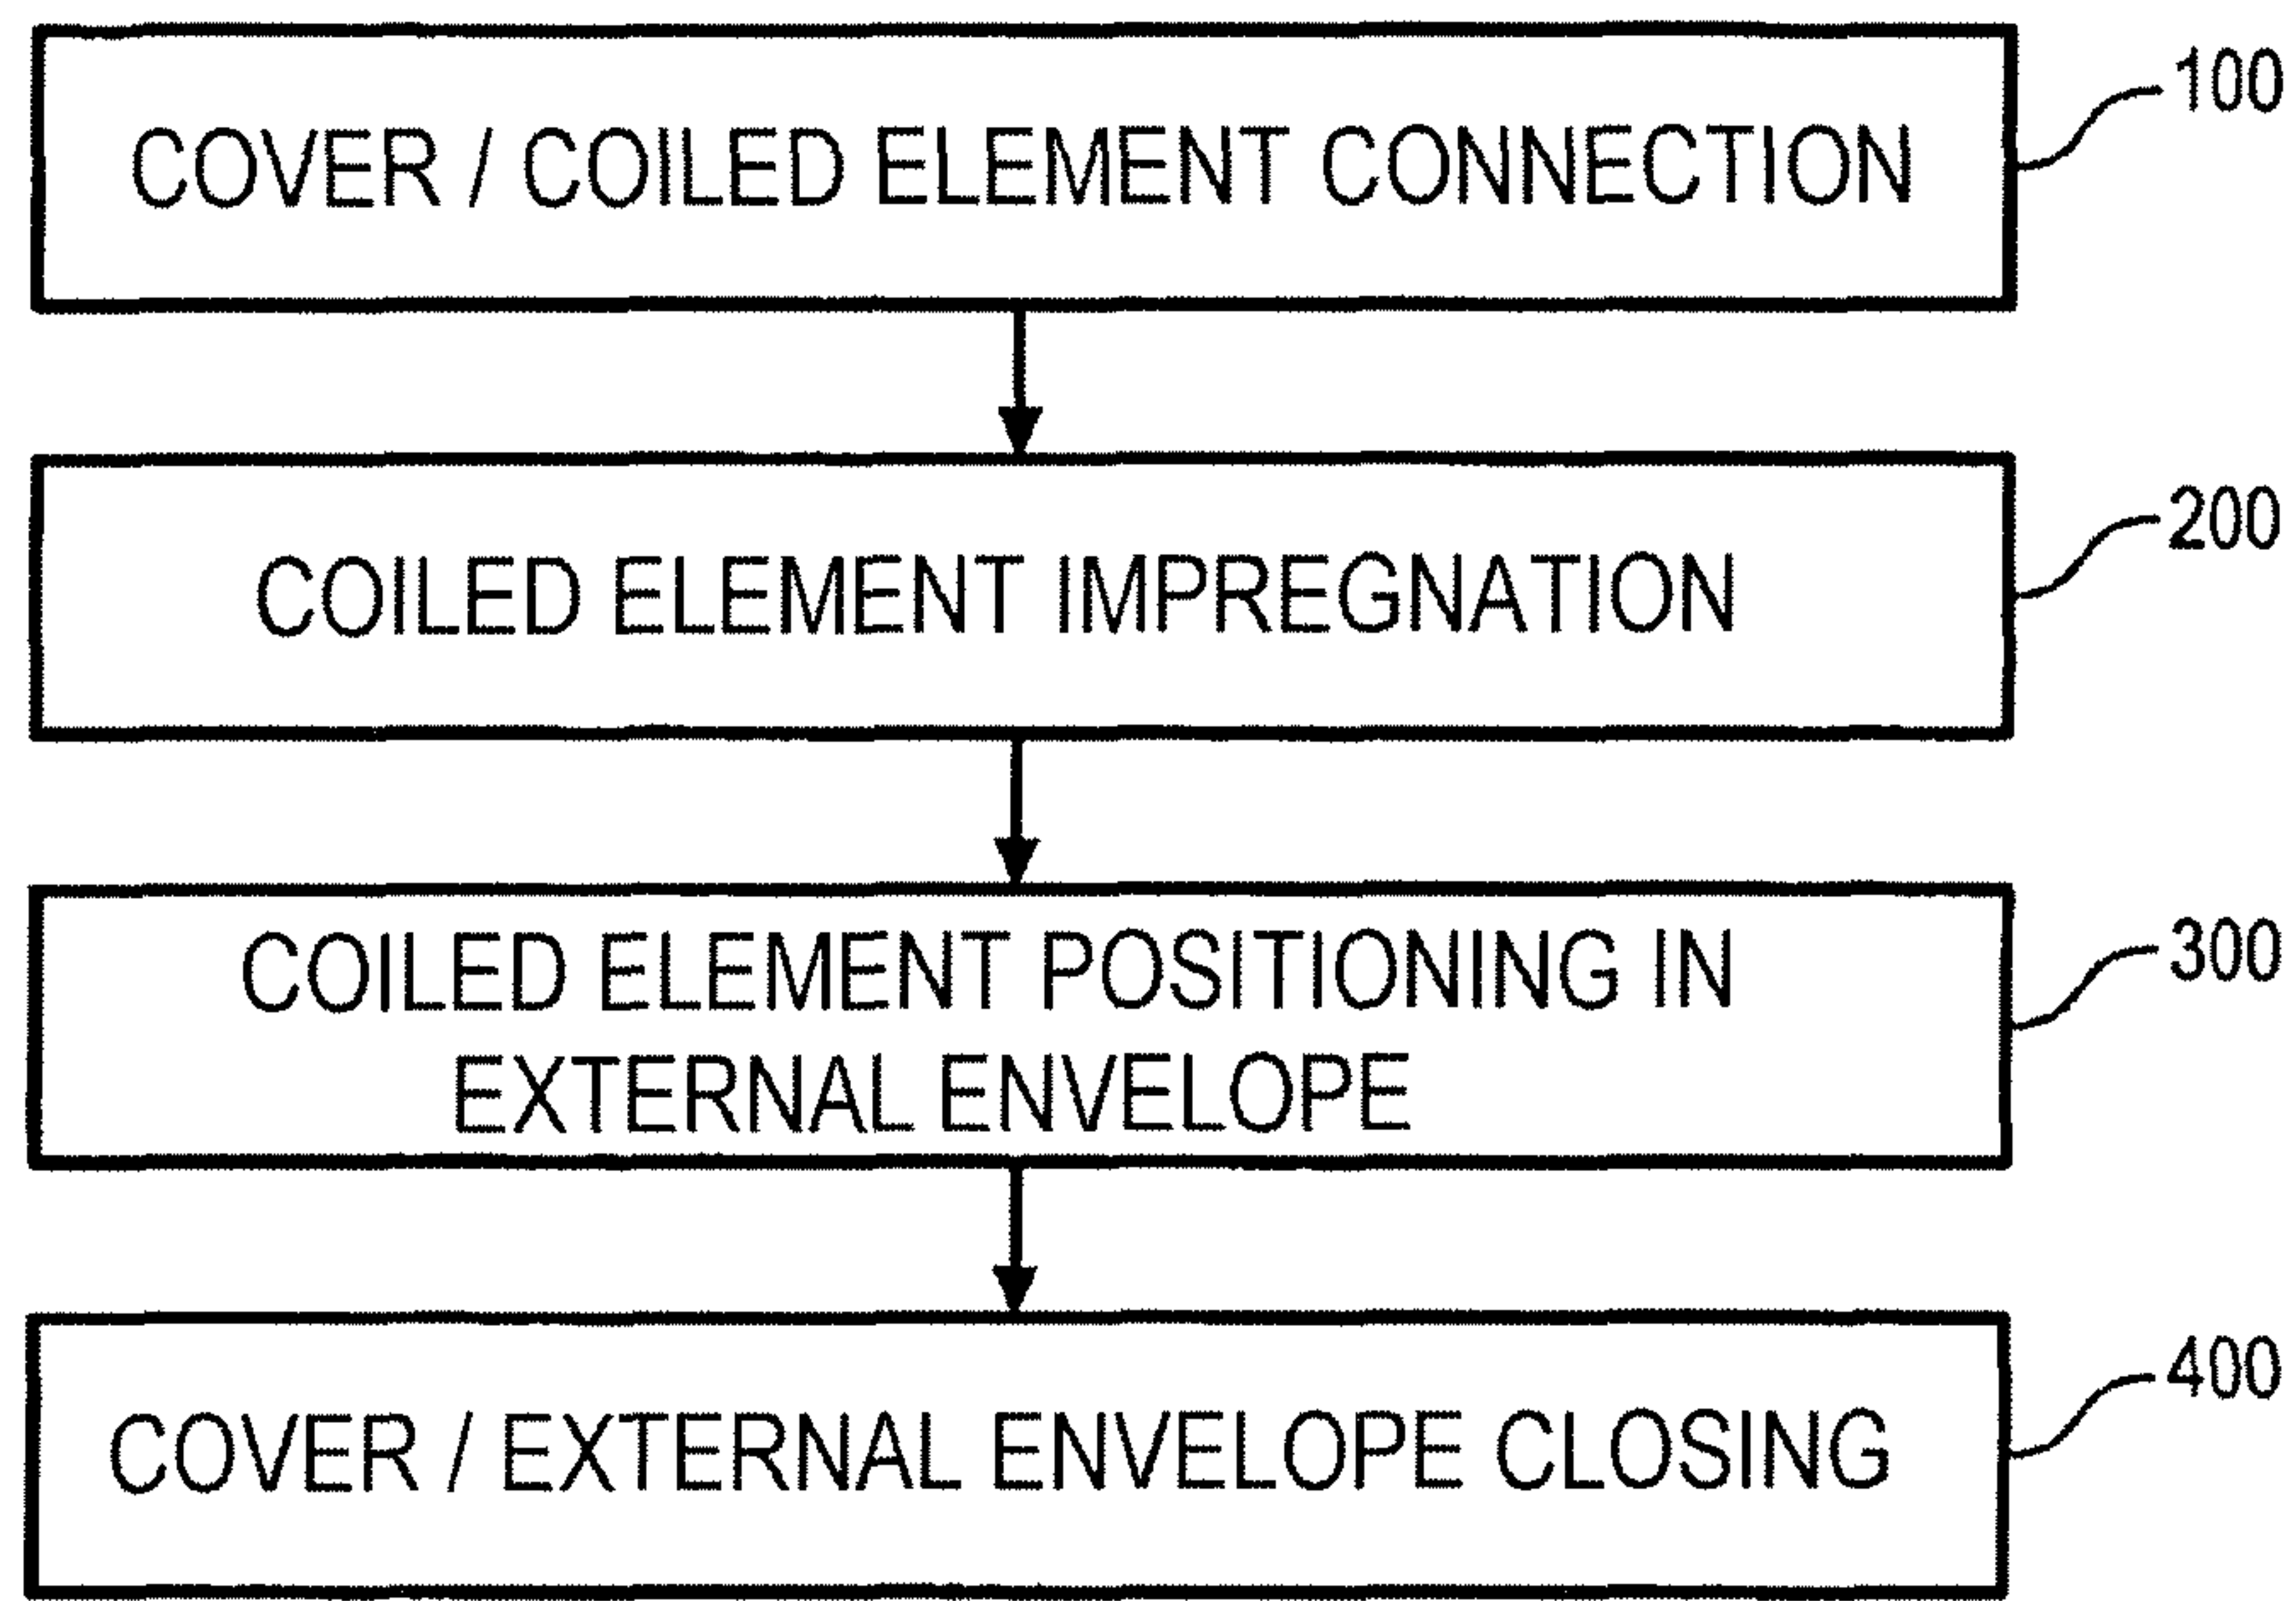 COVER / COILED ELEMENT CONNECTION
100
COILED ELEMENT IMPREGNATION
200
COILED ELEMENT POSITIONING IN
EXTERNAL ENVELOPE
300
COVER / EXTERNAL ENVELOPE CLOSING
400